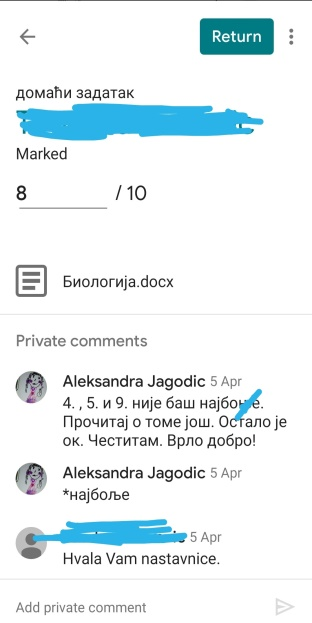 Return
домаћи задатак
Marked
8 / 10
Биологија.docx
Private comments
Aleksandra Jagodic 5 Apr
4. , 5. и 9. није баш најбоње.
Прочитај о томе још. Остало је
ок. Честитам. Врло добро!
Aleksandra Jagodic 5 Apr
*најбоље
5 Apr
Hvala Vam nastavnice.
Add private comment